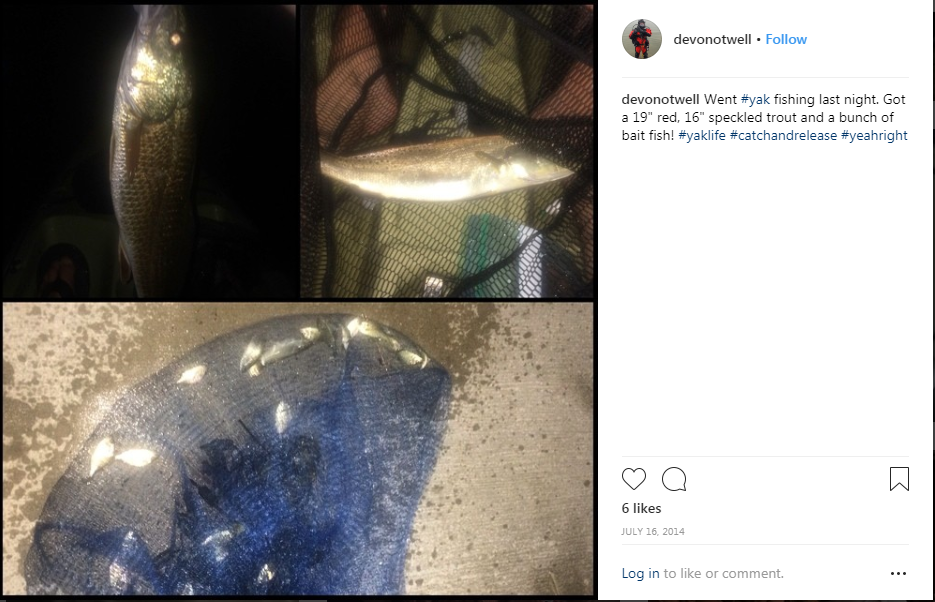 devonotwell • Follow
devonotwell Went #yak fishing last night. Got
a 19" red, 16" speckled trout and a bunch of
bait fish! #yaklife #catchandrelease #yeahright
6 likes
JULY 16, 2014
Log in to like or comment.